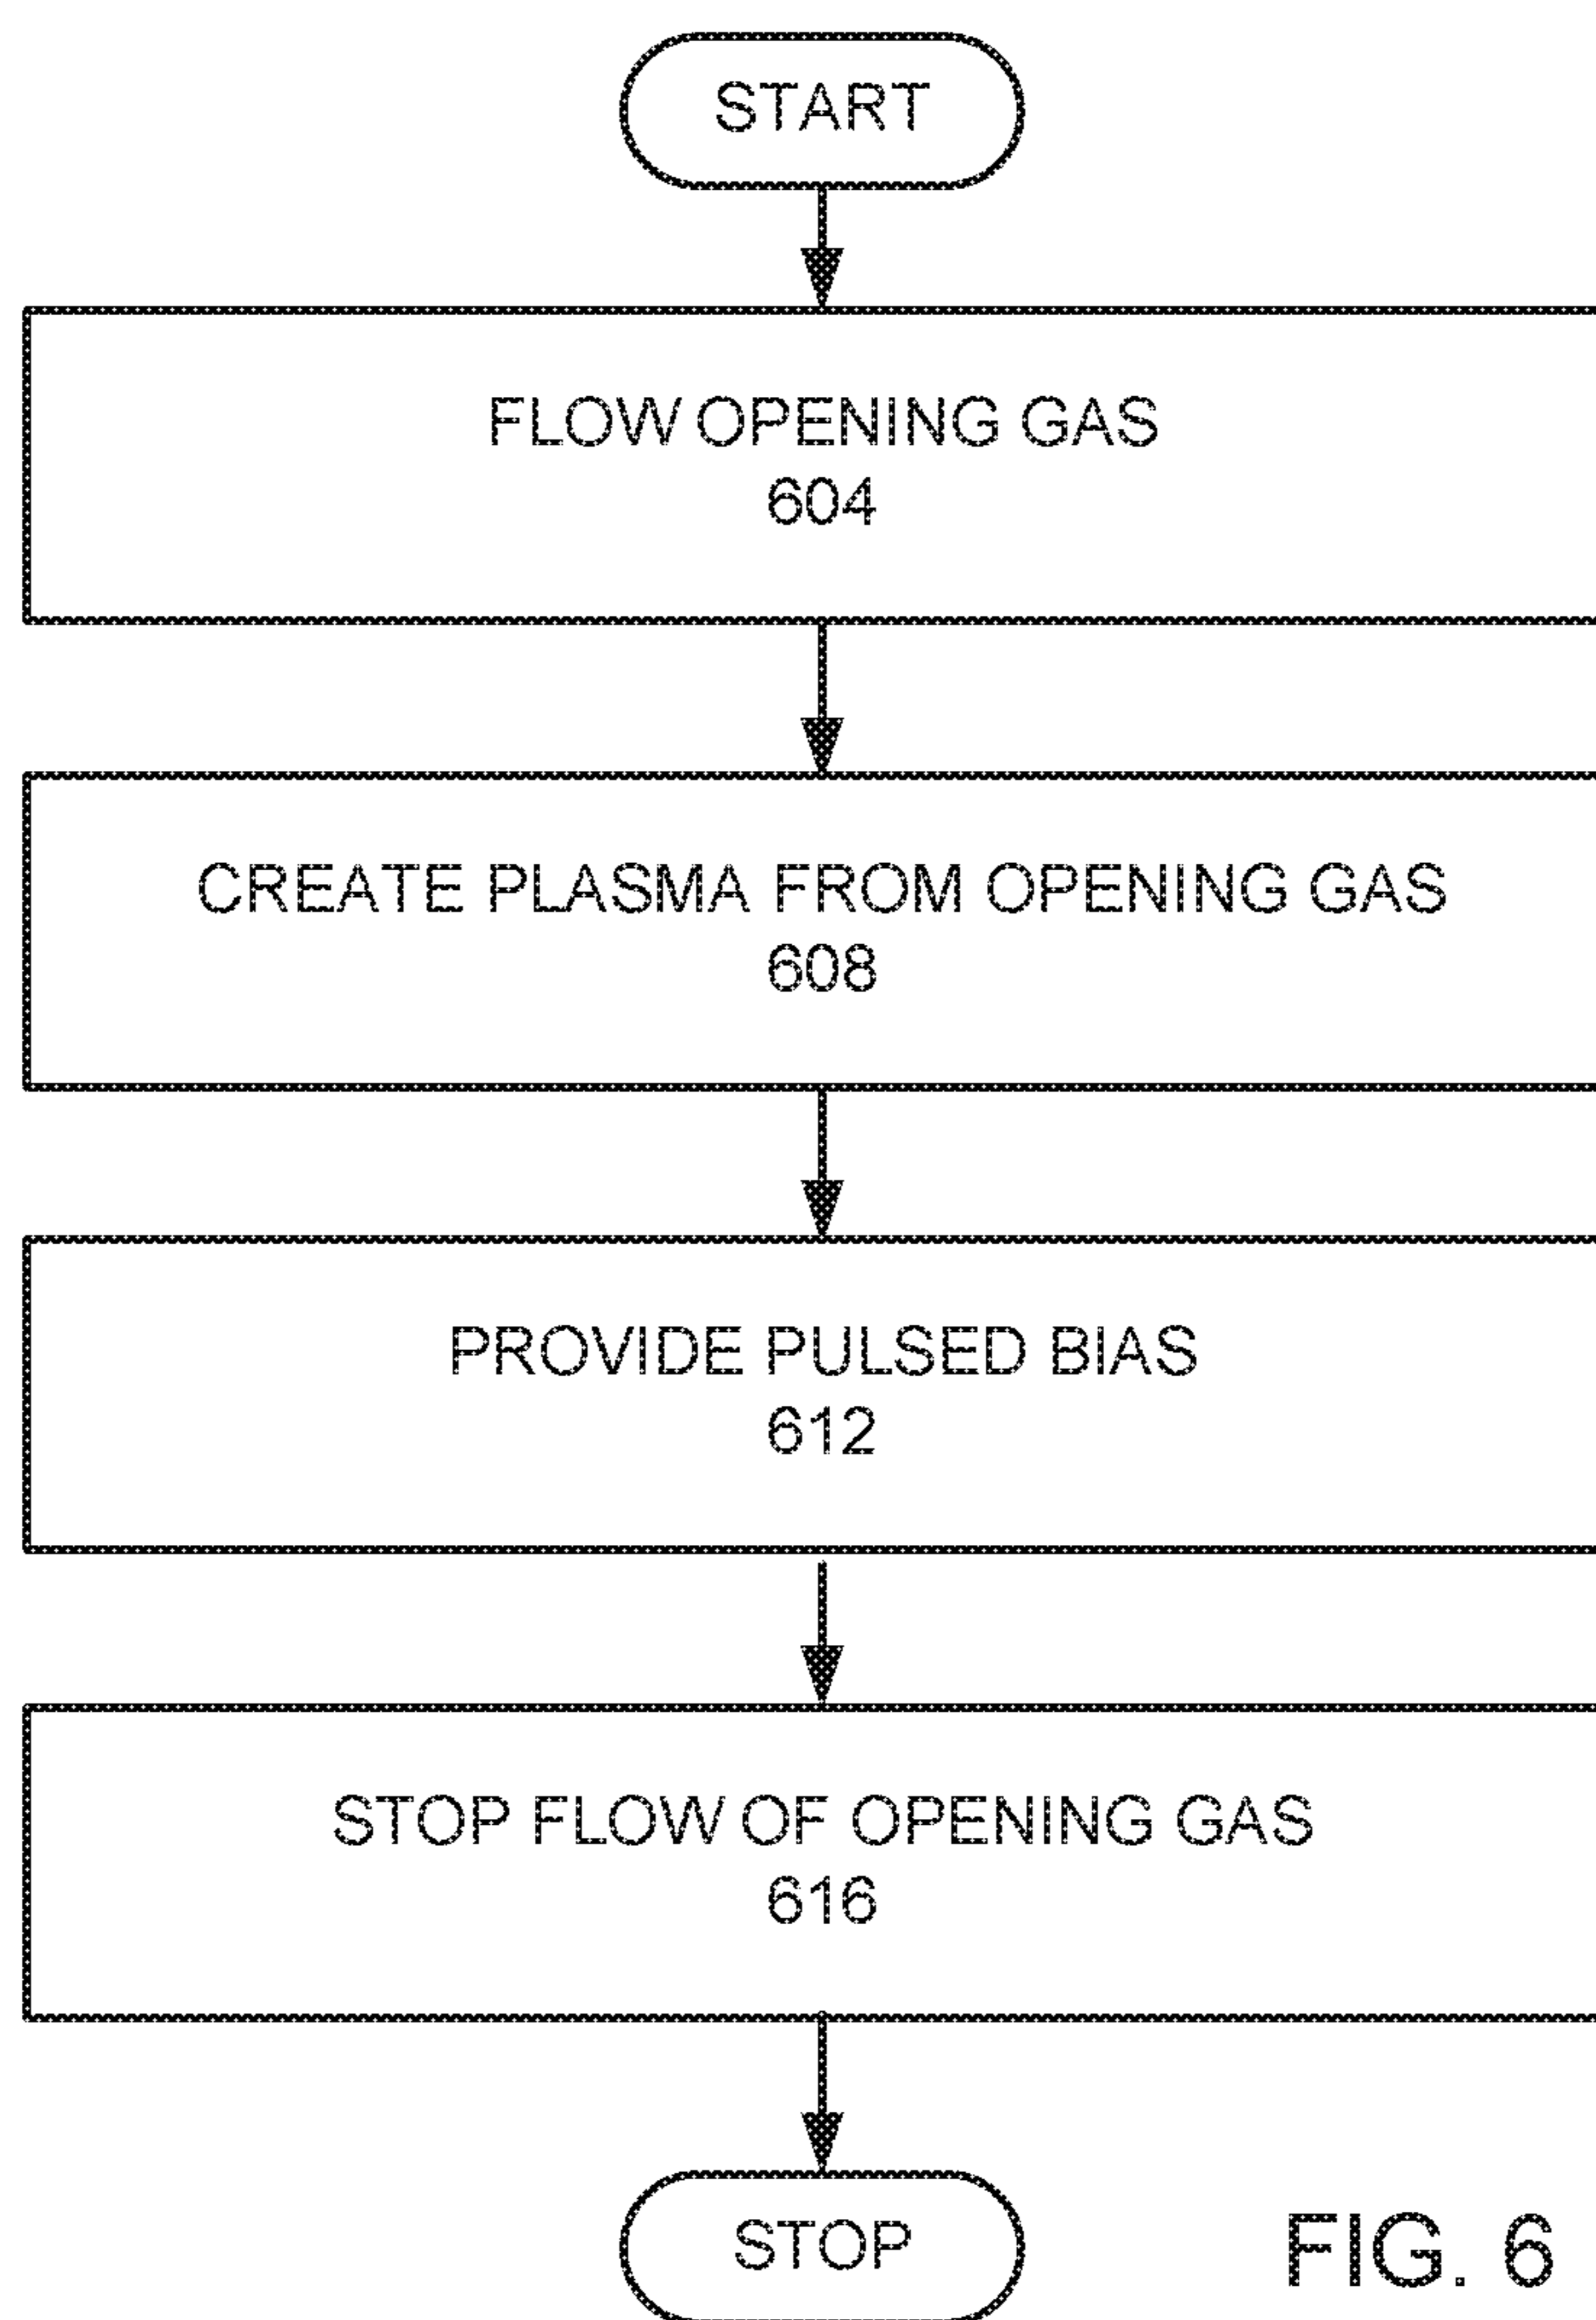 START
FLOW OPENING GAS
604
CREATE PLASMA FROM OPENING GAS
608
PROVIDE PULSED BIAS
612
STOP FLOW OF OPENING GAS
616
STOP
FIG. 6